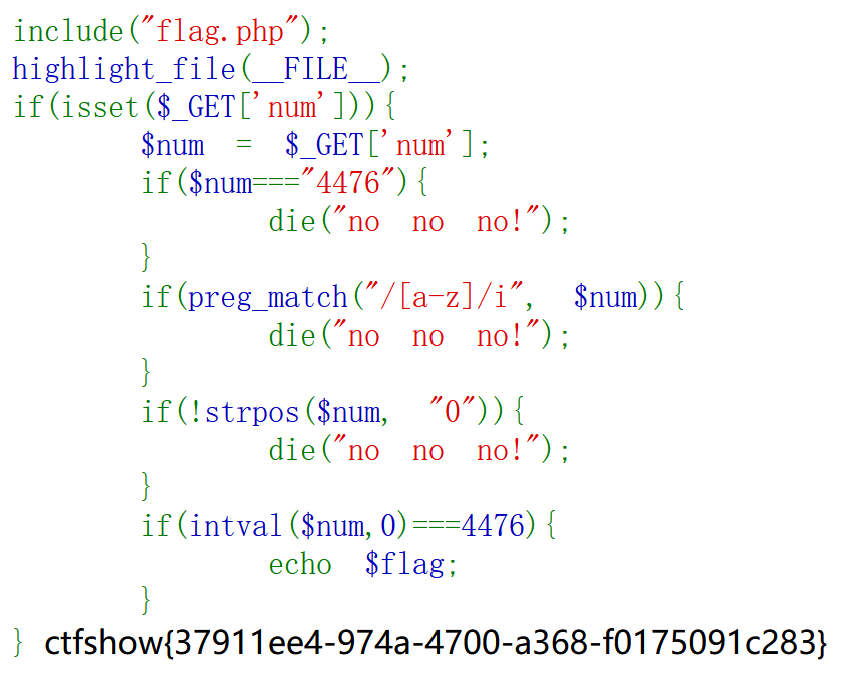 include("flag.php");
highlight_file(__FILE__);
if(isset($_GET['num'])){
        $num  =  $_GET['num'];
        if($num==="4476"){
                die("no  no  no!");
        }
        if(preg_match("/[a-z]/i",  $num)){
                die("no  no  no!");
        }
        if(!strpos($num,  "0")){
                die("no  no  no!");
        }
        if(intval($num,0)===4476){
                echo  $flag;
        }
} ctfshow{37911ee4-974a-4700-a368-f0175091c283}